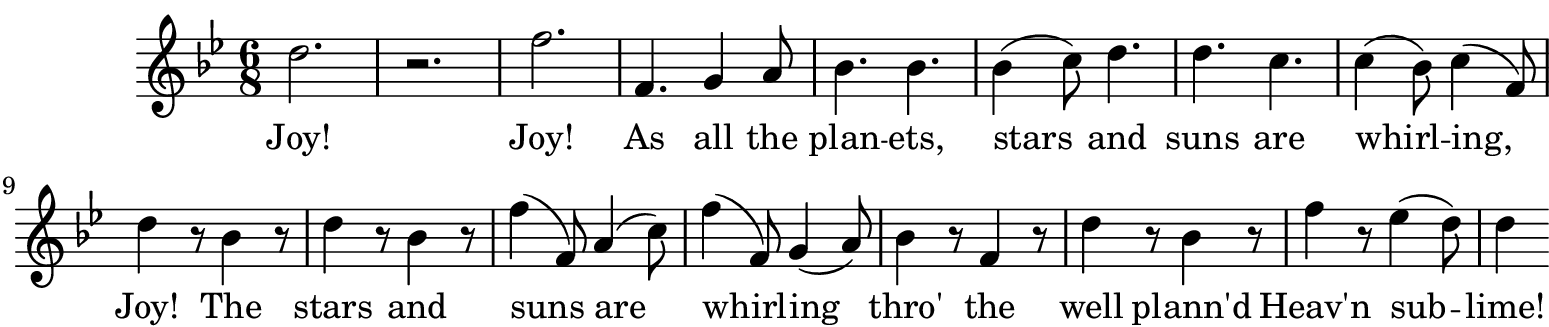 6
8
Joy! Joy! As all the plan-ets, stars and suns are whirl-ing,
9
Joy! The stars and suns are whirling thro' the well plann'd Heav'n sub-lime!